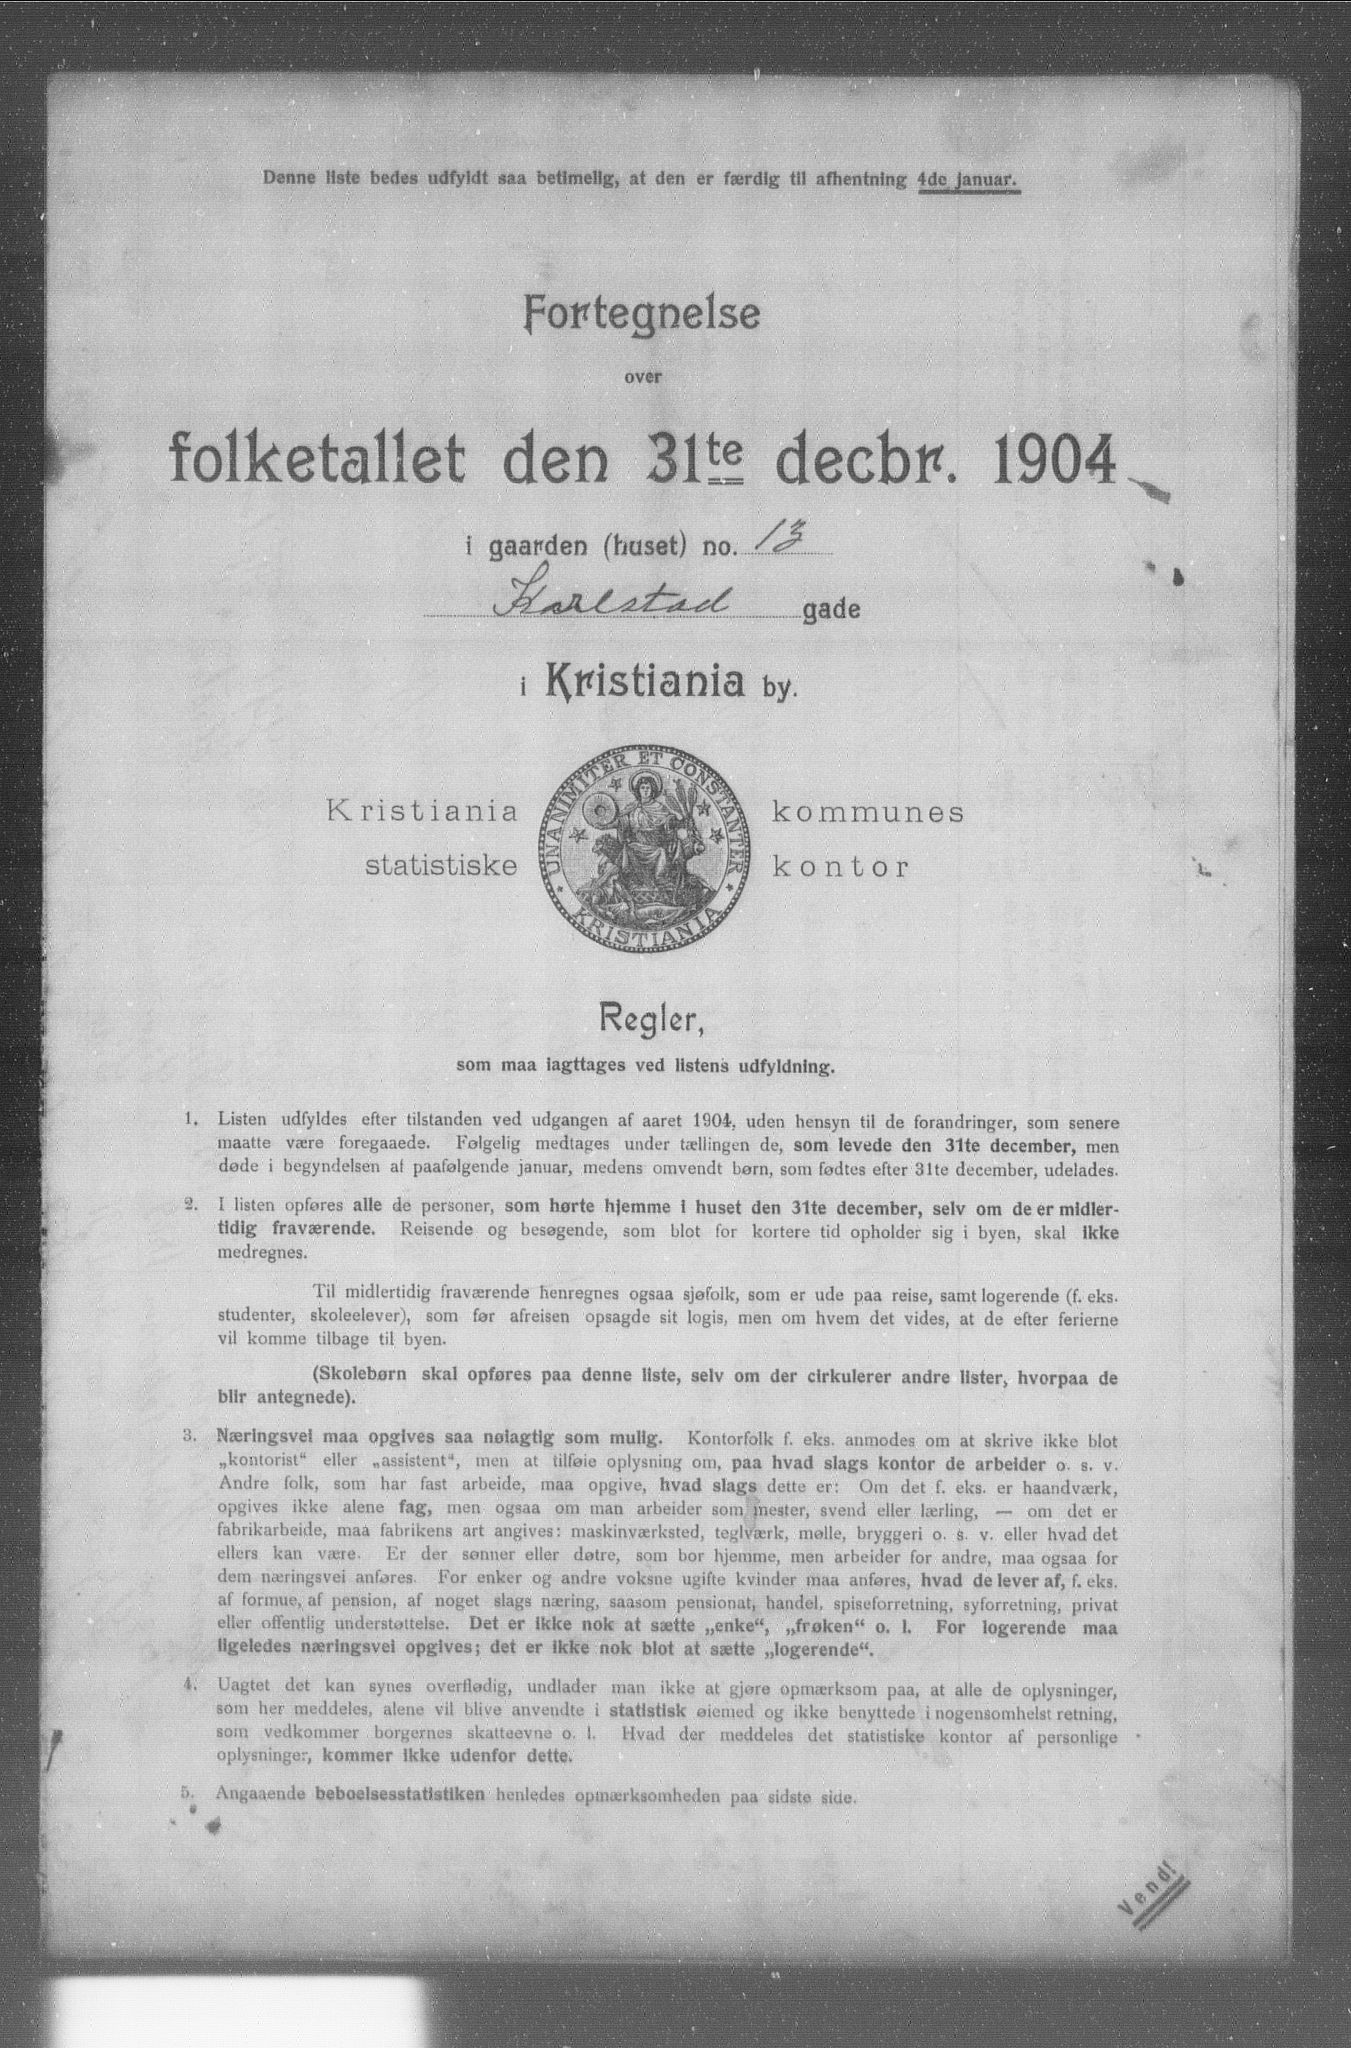 Denne liste bedes udfyldt saa betimelig, at den er færdig til afhentning 4de januar.
Fortegnelse
over
folketallet den 31te decbr. 1904
i gaarden (huset) no. 13
Karlstad gade
i Kristiania by.
Kristiania kommunes
statistiske kontor
UNANIMITER ET CONSTANTER
KRISTIANIA
Regler,
som maa iagttages ved listens udfyldning.
1. Listen udfyldes efter tilstanden ved udgangen af aaret 1904, uden hensyn til de forandringer, som senere
maatte være foregaaede. Følgelig medtages under tællingen de, som levede den 31te december, men
døde i begyndelsen af paafølgende januar, medens omvendt børn, som fødtes efter 31te december, udelades.
2. I listen opføres alle de personer, som hørte hjemme i huset den 31te december, selv om de er midler-
tidig fraværende. Reisende og besøgende, som blot for kortere tid opholder sig i byen, skal ikke
medregnes.
Til midlertidig fraværende henregnes ogsaa sjøfolk, som er ude paa reise, samt logerende (f. eks.
studenter, skoleelever), som før afreisen opsagde sit logis, men om hvem det vides, at de efter ferierne
vil komme tilbage til byen.
(Skolebørn skal opføres paa denne liste, selv om der cirkulerer andre lister, hvorpaa de
blir antegnede).
3. Næringsvei maa opgives saa nøiagtig som mulig. Kontorfolk f. eks. anmodes om at skrive ikke blot
„kontorist“ eller „assistent“, men at tilføie oplysning om, paa hvad slags kontor de arbeider o. s. v.
Andre folk, som har fast arbeide, maa opgive, hvad slags dette er: Om det f. eks. er haandværk,
opgives ikke alene fag, men ogsaa om man arbeider som mester, svend eller lærling, — om det er
fabrikarbeide, maa fabrikens art angives: maskinværksted, teglværk, mølle, bryggeri o. s. v. eller hvad det
ellers kan være. Er der sønner eller døtre, som bor hjemme, men arbeider for andre, maa ogsaa for
dem næringsvei anføres. For enker og andre voksne ugifte kvinder maa anføres, hvad de lever af, f. eks.
af formue, af pension, af noget slags næring, saasom pensionat, handel, spiseforretning, syforretning, privat
eller offentlig understøttelse. Det er ikke nok at sætte „enke“, „frøken“ o. l. For logerende maa
ligeledes næringsvei opgives; det er ikke nok blot at sætte „logerende“.
4. Uagtet det kan synes overflødig, undlader man ikke at gjøre opmærksom paa, at alle de oplysninger,
som her meddeles, alene vil blive anvendte i statistisk øiemed og ikke benyttede i nogensomhelst retning,
som vedkommer borgernes skatteevne o. l. Hvad der meddeles det statistiske kontor af personlige
oplysninger, kommer ikke udenfor dette.
5. Angaaende beboelsesstatistiken henledes opmærksomheden paa sidste side.
Vend!